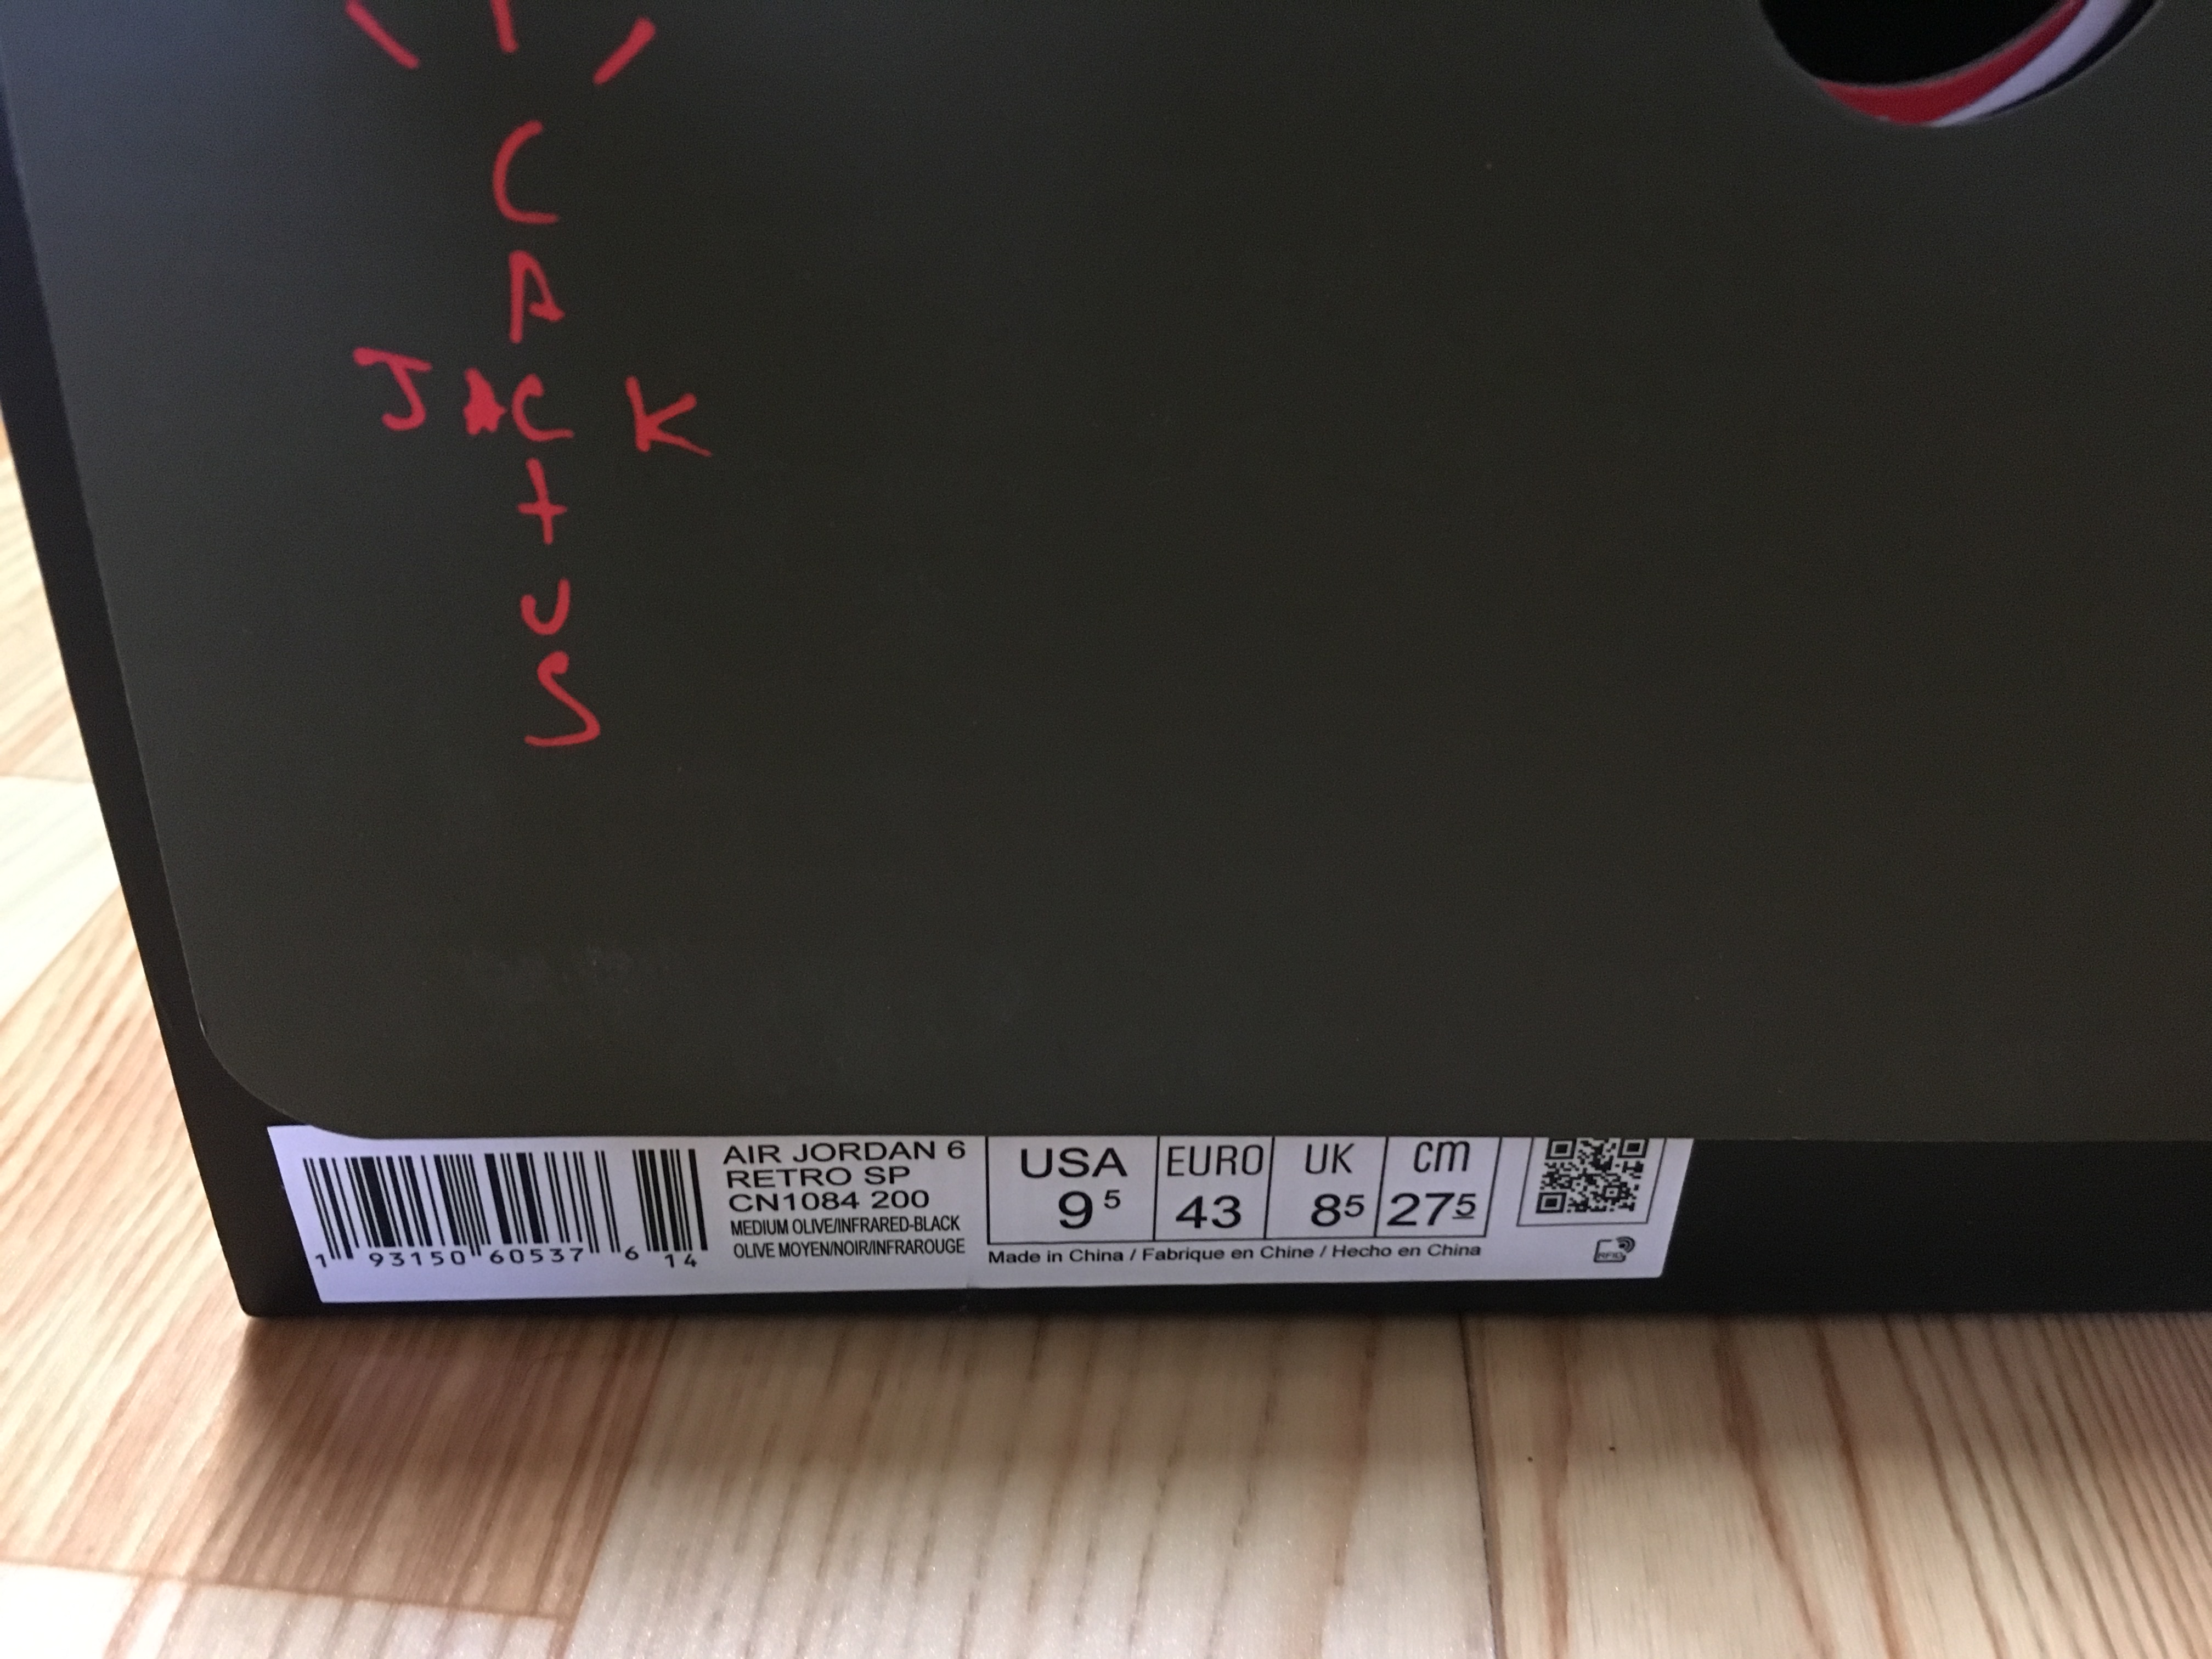 C
A
J A C K
T
U
S
AIR JORDAN 6
RETRO SP
CN1084 200
MEDIUM OLIVE/INFRARED-BLACK
OLIVE MOYEN/NOIR/INFRAROUGE
1 93150 60537 6 14
USA EURO UK cm
9 5 43 8 5 27 5
Made in China / Fabrique en Chine / Hecho en China
RFID